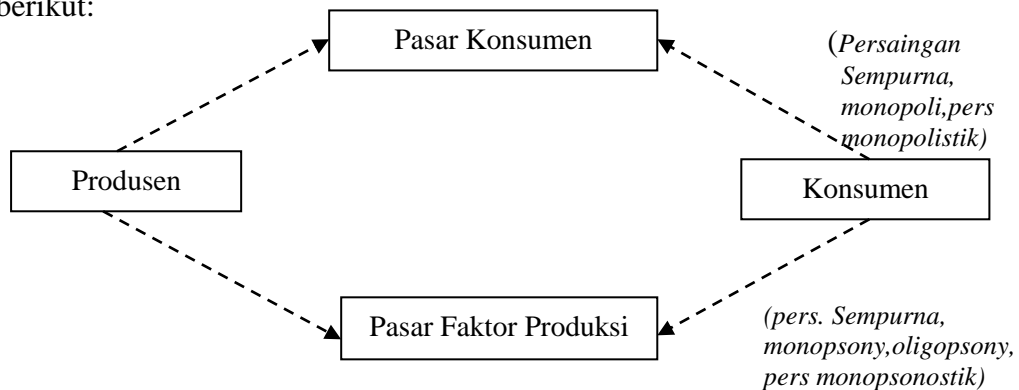 berikut:
Pasar Konsumen
(Persaingan
Sempurna,
monopoli,pers
monopolistik)
Produsen
Konsumen
Pasar Faktor Produksi
(pers. Sempurna,
monopsony,oligopsony,
pers monopsonostik)